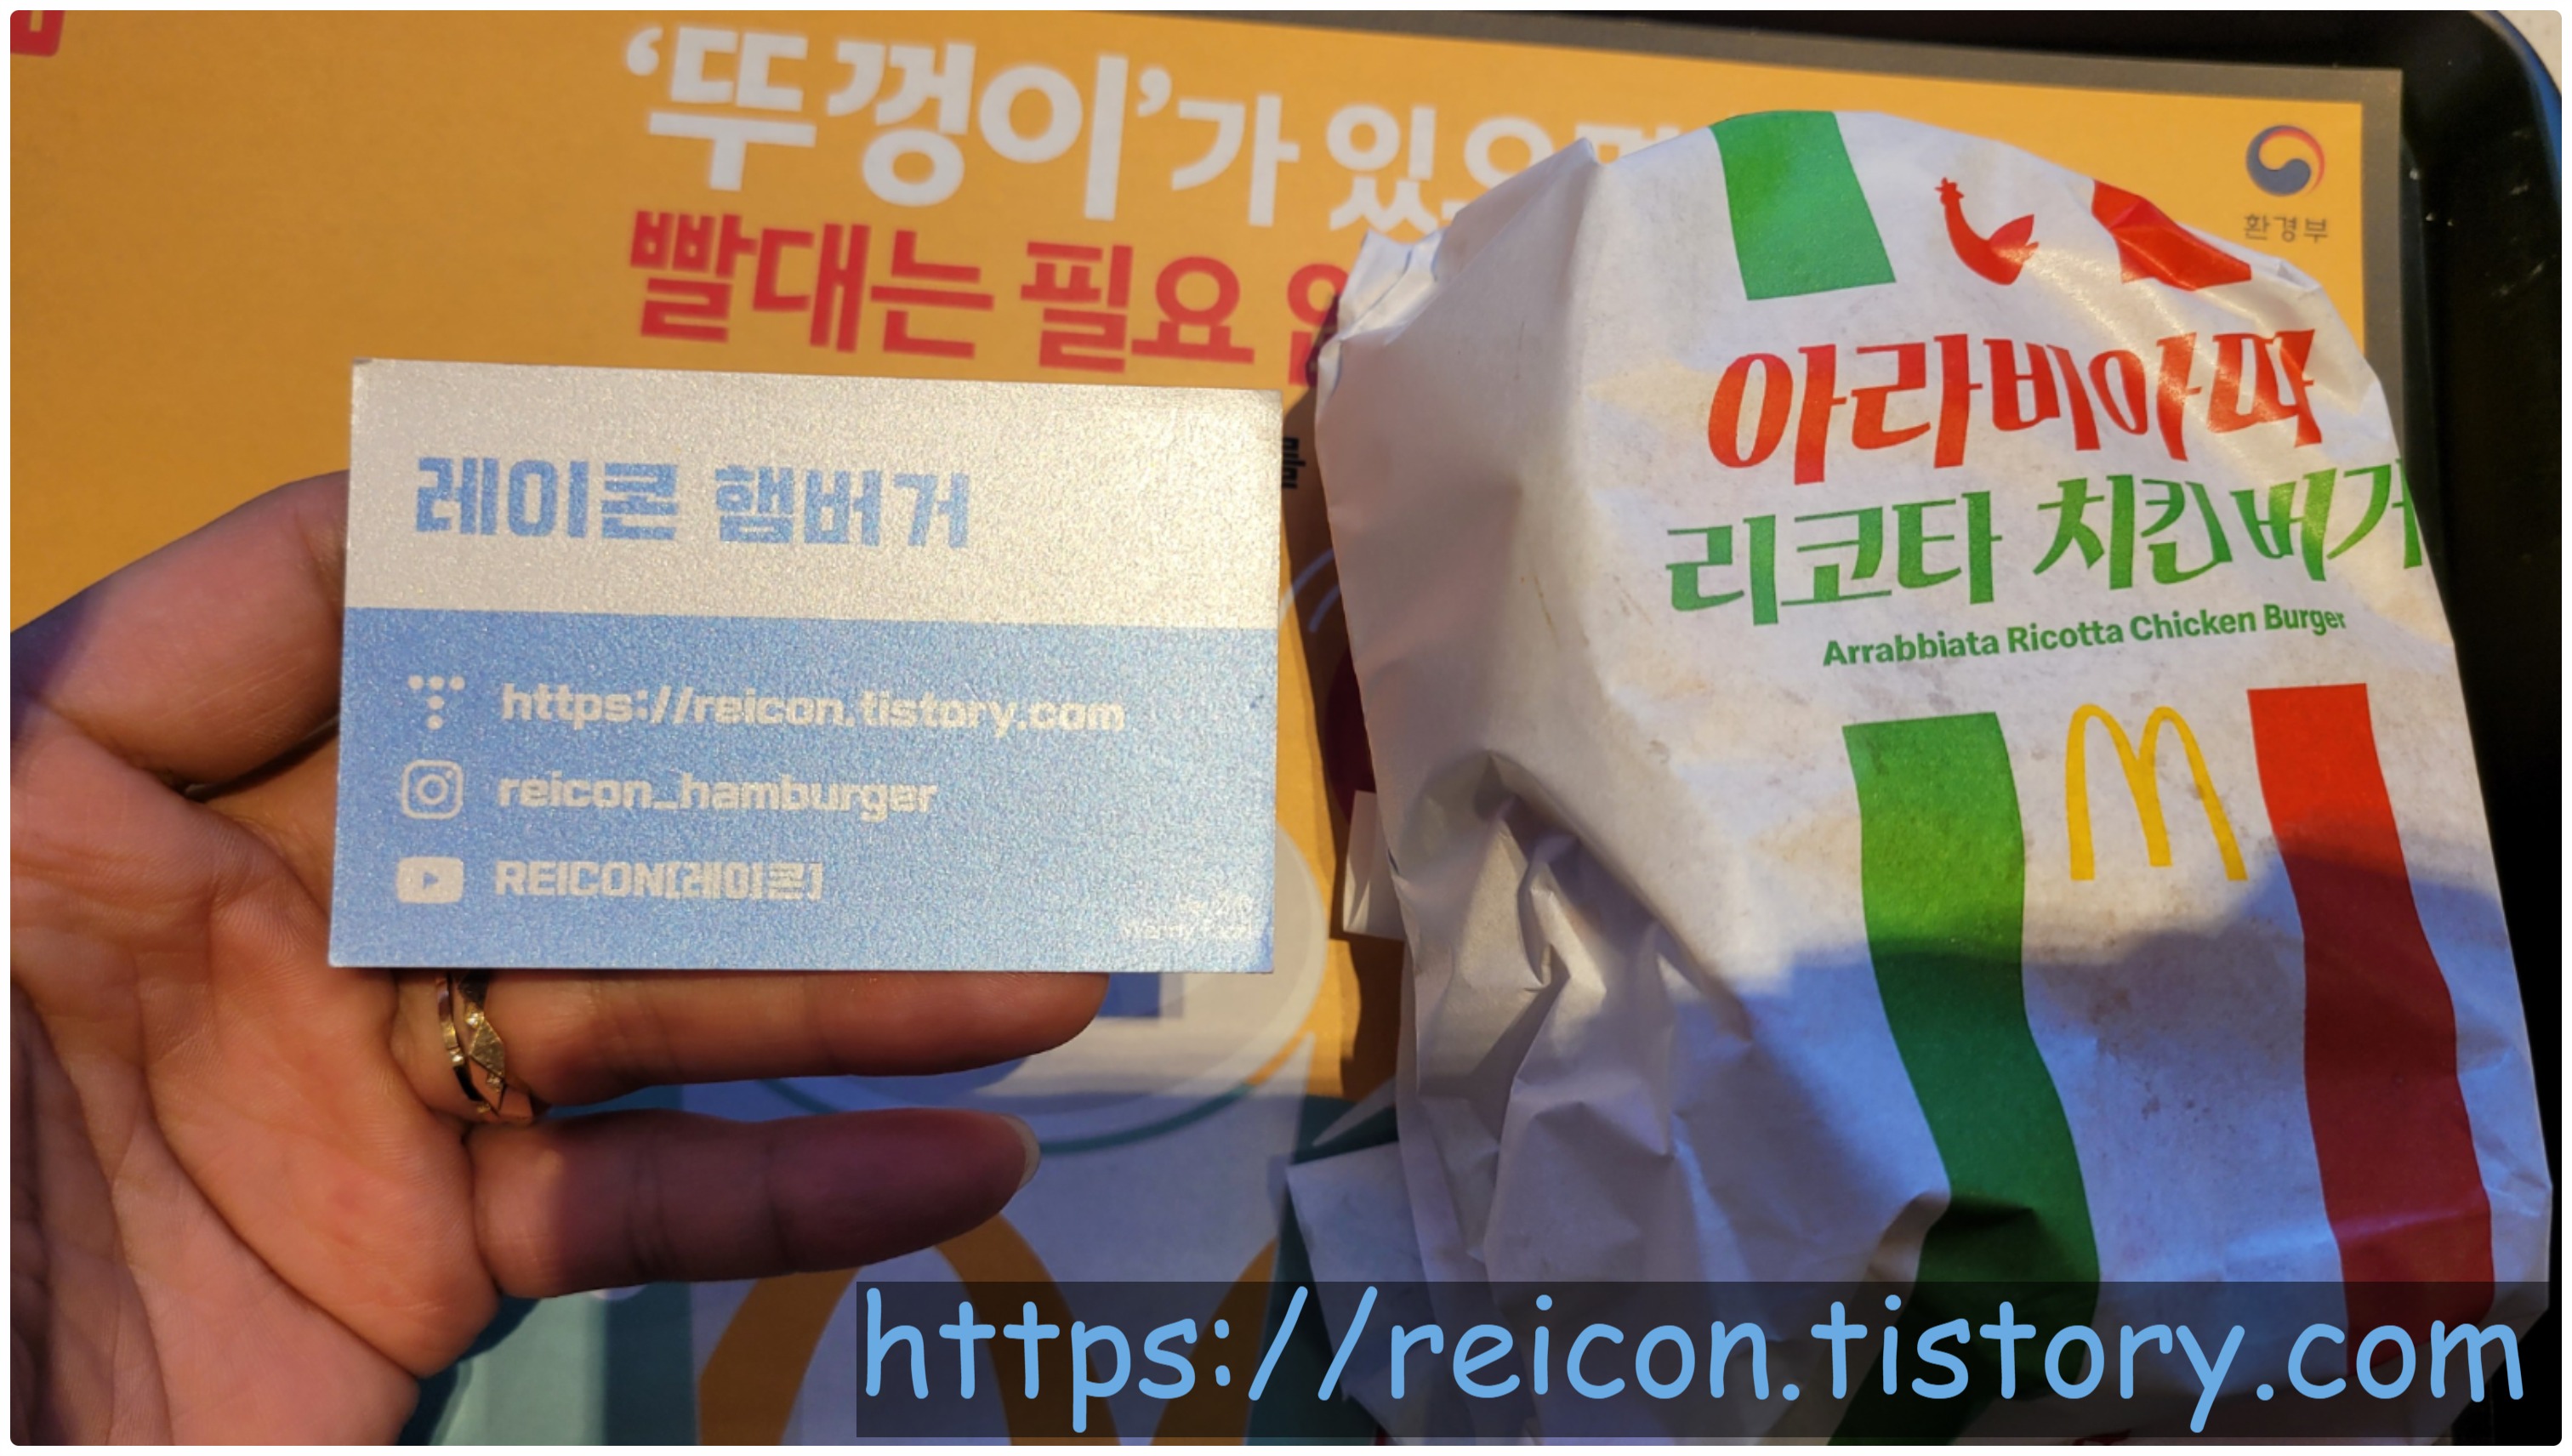 ‘뚜껑이’가 있으면
빨대는 필요
환경부
레이콘 햄버거
https://reicon.tistory.com
reicon_hamburger
REICON[레이콘]
아라비아따
리코타 치킨버거
Arrabbiata Ricotta Chicken Burger
https://reicon.tistory.com